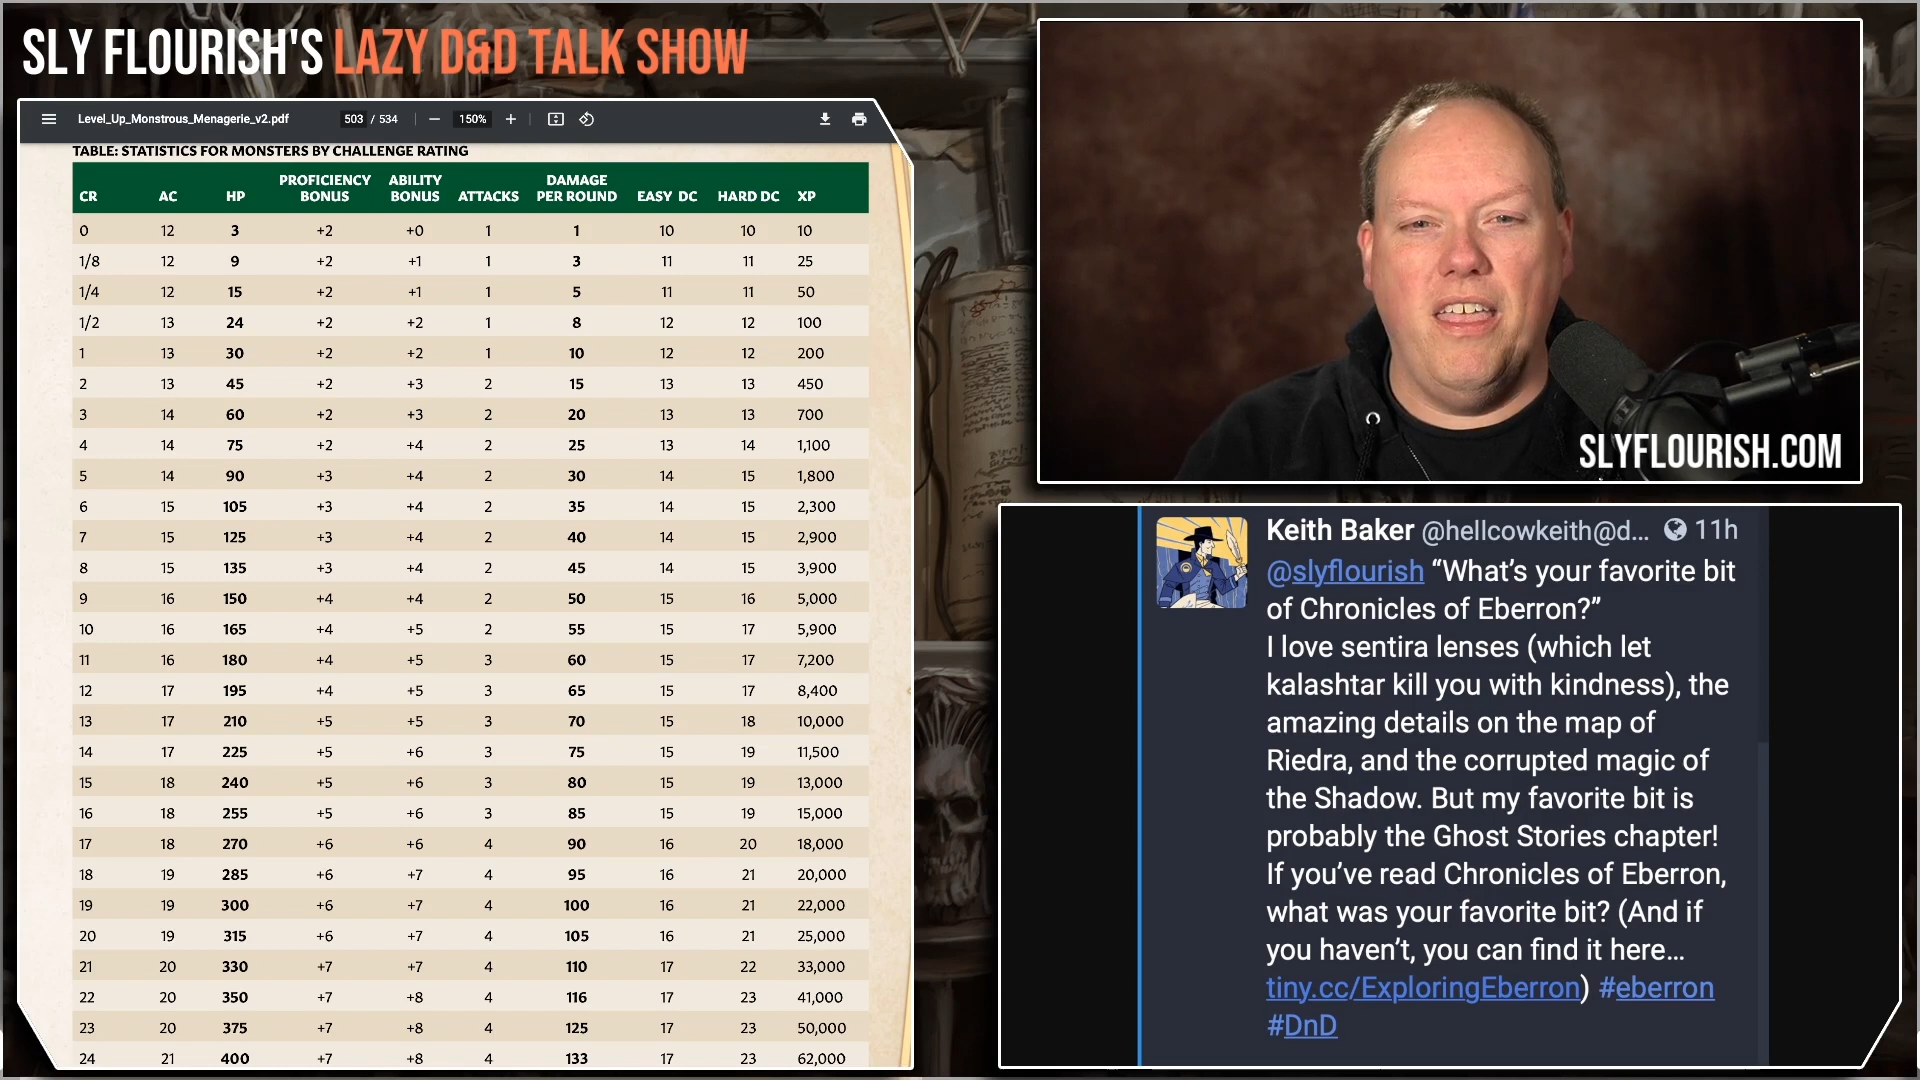 SLY FLOURISH'S LAZY D&D TALK SHOW
Level_Up_Monstrous_Menagerie_v2.pdf 503 / 534 — 150% +
TABLE: STATISTICS FOR MONSTERS BY CHALLENGE RATING
CR AC HP PROFICIENCY BONUS ABILITY BONUS ATTACKS DAMAGE PER ROUND EASY DC HARD DC XP
0 12 3 +2 +0 1 1 10 10 10
1/8 12 9 +2 +1 1 3 11 11 25
1/4 12 15 +2 +1 1 5 11 11 50
1/2 13 24 +2 +2 1 8 12 12 100
1 13 30 +2 +2 1 10 12 12 200
2 13 45 +2 +3 2 15 13 13 450
3 14 60 +2 +3 2 20 13 13 700
4 14 75 +2 +4 2 25 13 14 1,100
5 14 90 +3 +4 2 30 14 15 1,800
6 15 105 +3 +4 2 35 14 15 2,300
7 15 125 +3 +4 2 40 14 15 2,900
8 15 135 +3 +4 2 45 14 15 3,900
9 16 150 +4 +4 2 50 15 16 5,000
10 16 165 +4 +5 2 55 15 17 5,900
11 16 180 +4 +5 3 60 15 17 7,200
12 17 195 +4 +5 3 65 15 17 8,400
13 17 210 +5 +5 3 70 15 18 10,000
14 17 225 +5 +6 3 75 15 19 11,500
15 18 240 +5 +6 3 80 15 19 13,000
16 18 255 +5 +6 3 85 15 19 15,000
17 18 270 +6 +6 4 90 16 20 18,000
18 19 285 +6 +7 4 95 16 21 20,000
19 19 300 +6 +7 4 100 16 21 22,000
20 19 315 +6 +7 4 105 16 21 25,000
21 20 330 +7 +7 4 110 17 22 33,000
22 20 350 +7 +8 4 116 17 23 41,000
23 20 375 +7 +8 4 125 17 23 50,000
24 21 400 +7 +8 4 133 17 23 62,000
SLYFLOURISH.COM
Keith Baker @hellcowkeith@d... 11h
@slyflourish “What’s your favorite bit
of Chronicles of Eberron?”
I love sentira lenses (which let
kalashtar kill you with kindness), the
amazing details on the map of
Riedra, and the corrupted magic of
the Shadow. But my favorite bit is
probably the Ghost Stories chapter!
If you’ve read Chronicles of Eberron,
what was your favorite bit? (And if
you haven’t, you can find it here…
tiny.cc/ExploringEberron) #eberron
#DnD